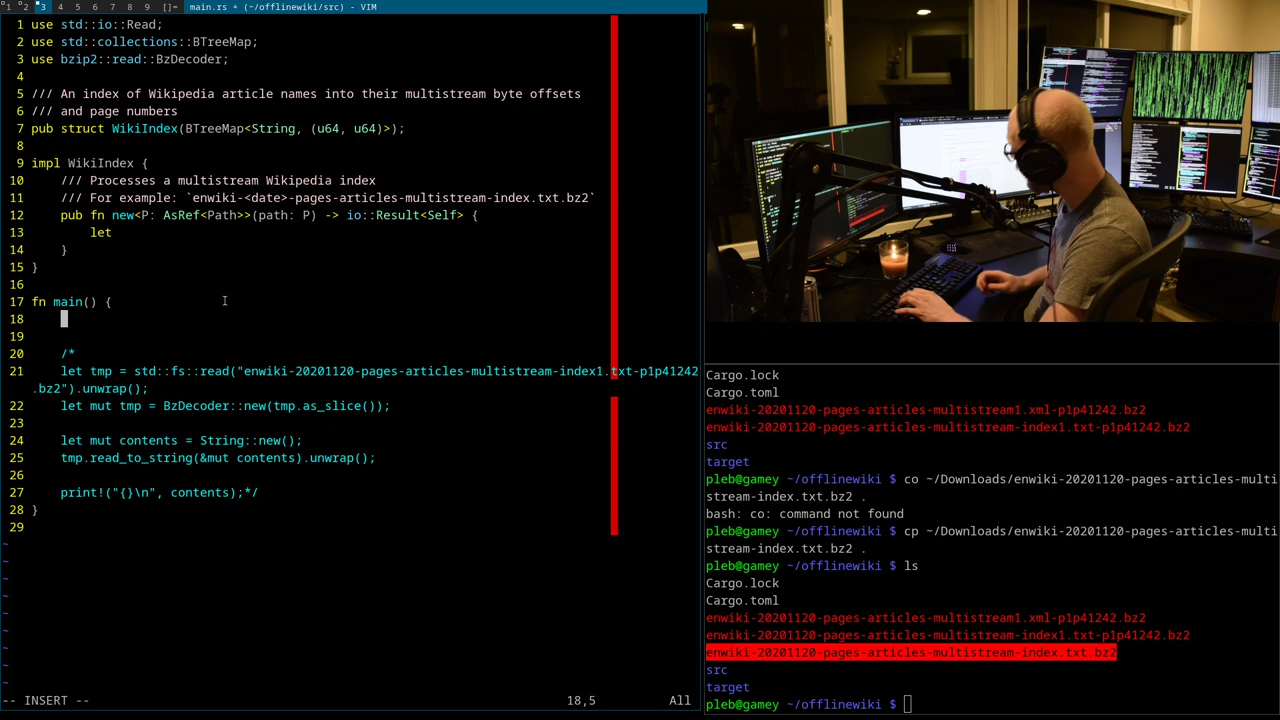 1 2 3 4 5 6 7 8 9 []= main.rs + (~/offlinewiki/src) - VIM
1 use std::io::Read;
2 use std::collections::BTreeMap;
3 use bzip2::read::BzDecoder;
4
5 /// An index of Wikipedia article names into their multistream byte offsets
6 /// and page numbers
7 pub struct WikiIndex(BTreeMap<String, (u64, u64)>);
8
9 impl WikiIndex {
10 /// Processes a multistream Wikipedia index
11 /// For example: `enwiki-<date>-pages-articles-multistream-index.txt.bz2`
12 pub fn new<P: AsRef<Path>>(path: P) -> io::Result<Self> {
13 let
14 }
15 }
16
17 fn main() {
18
19
20 /*
21 let tmp = std::fs::read("enwiki-20201120-pages-articles-multistream-index1.txt-p1p41242
.bz2").unwrap();
22 let mut tmp = BzDecoder::new(tmp.as_slice());
23
24 let mut contents = String::new();
25 tmp.read_to_string(&mut contents).unwrap();
26
27 print!("{}\n", contents);*/
28 }
29
~
~
~
~
~
~
~
~
~
-- INSERT -- 18,5 All
Cargo.lock
Cargo.toml
enwiki-20201120-pages-articles-multistream1.xml-p1p41242.bz2
enwiki-20201120-pages-articles-multistream-index1.txt-p1p41242.bz2
src
target
pleb@gamey ~/offlinewiki $ co ~/Downloads/enwiki-20201120-pages-articles-multi
stream-index.txt.bz2 .
bash: co: command not found
pleb@gamey ~/offlinewiki $ cp ~/Downloads/enwiki-20201120-pages-articles-multi
stream-index.txt.bz2 .
pleb@gamey ~/offlinewiki $ ls
Cargo.lock
Cargo.toml
enwiki-20201120-pages-articles-multistream1.xml-p1p41242.bz2
enwiki-20201120-pages-articles-multistream-index1.txt-p1p41242.bz2
enwiki-20201120-pages-articles-multistream-index.txt.bz2
src
target
pleb@gamey ~/offlinewiki $